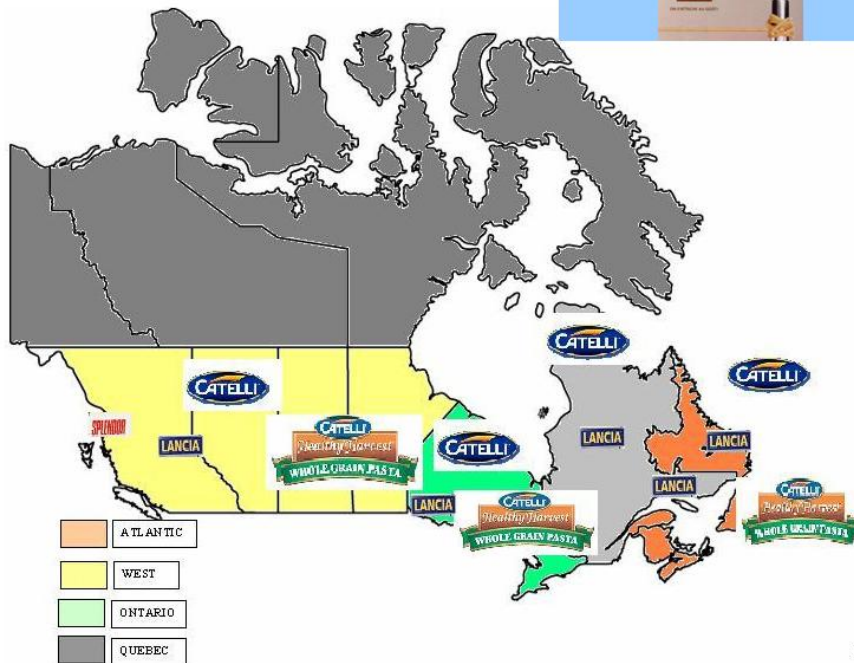 CATELLI
CATELLI
CATELLI
SPLENDOR
LANCIA
CATELLI
Healthy Harvest
WHOLE GRAIN PASTA
CATELLI
LANCIA
LANCIA
LANCIA
LANCIA
CATELLI
Healthy Harvest
WHOLE GRAIN PASTA
CATELLI
Healthy Harvest
WHOLE GRAIN PASTA
ATLANTIC
WEST
ONTARIO
QUEBEC